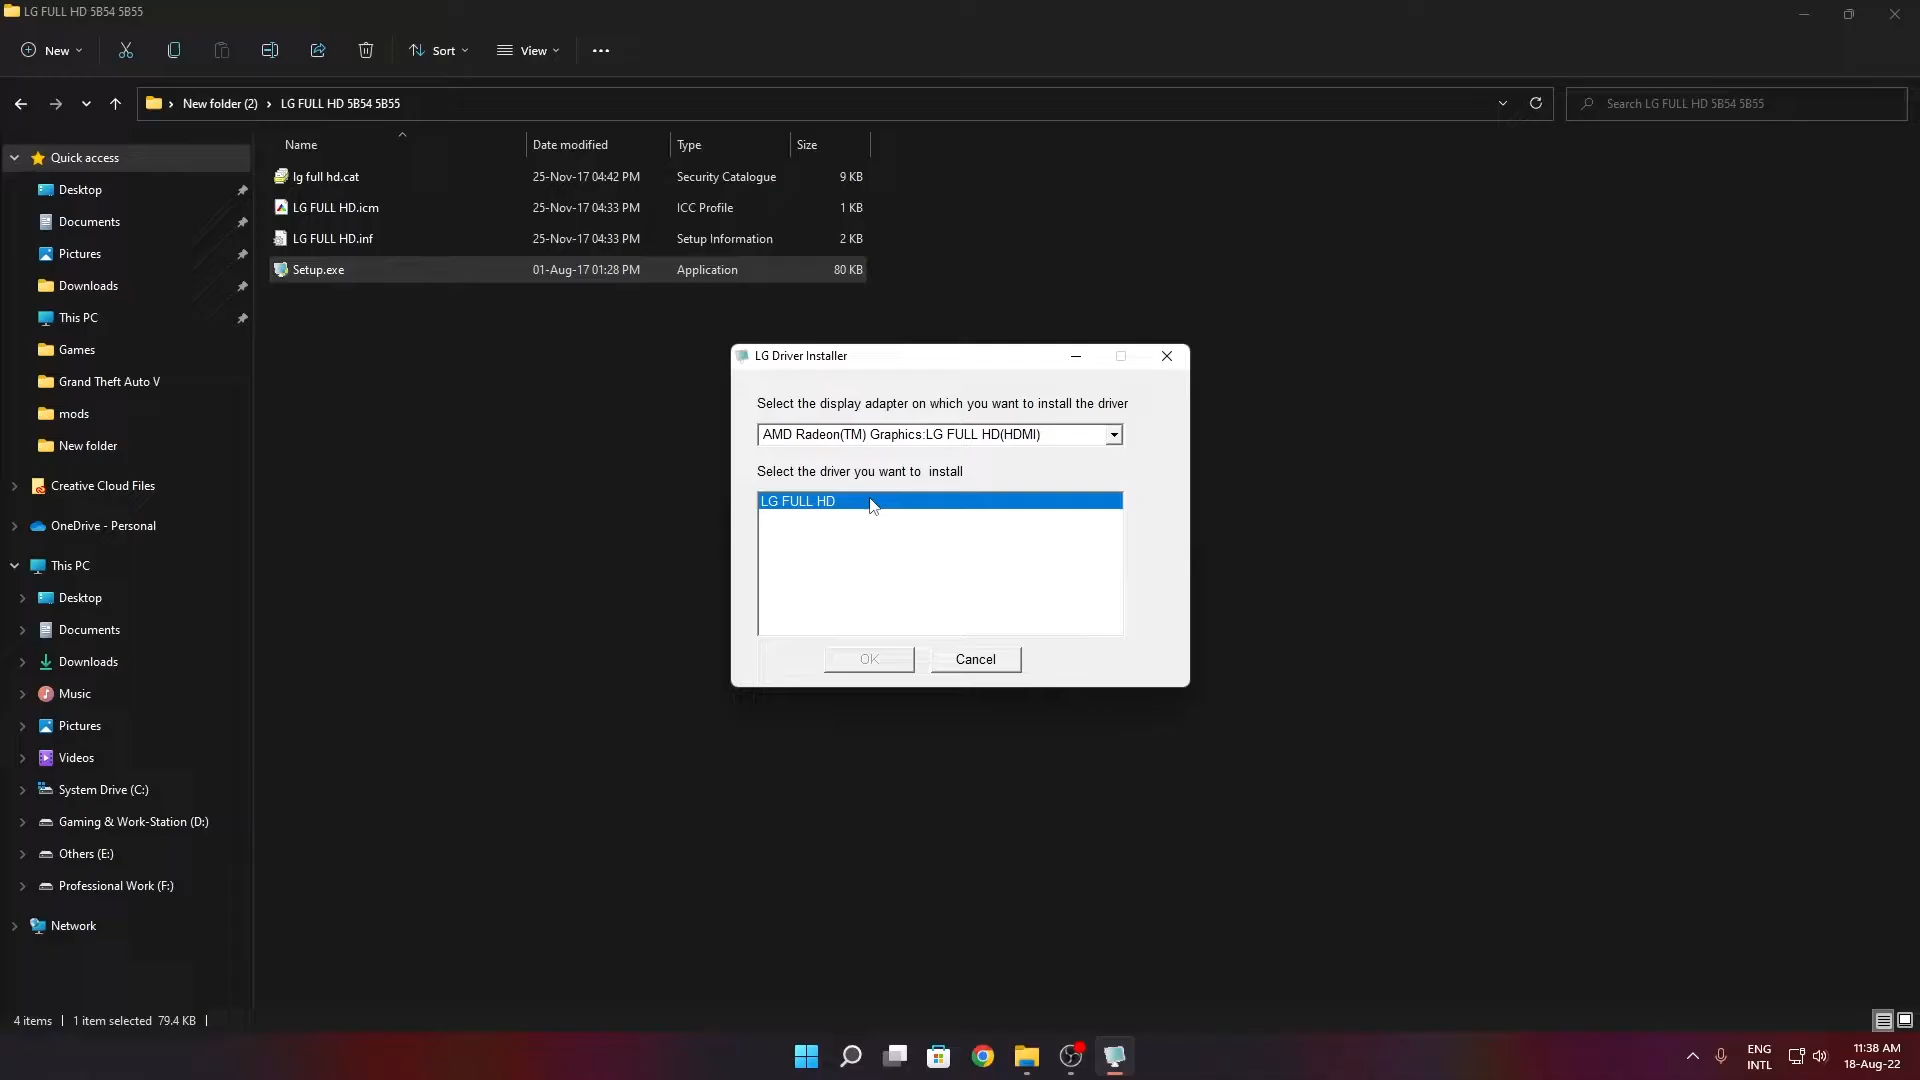 LG FULL HD 5B54 5B55
New
Sort
View
New folder (2) › LG FULL HD 5B54 5B55
Search LG FULL HD 5B54 5B55
Name Date modified Type Size
lg full hd.cat 25-Nov-17 04:42 PM Security Catalogue 9 KB
LG FULL HD.icm 25-Nov-17 04:33 PM ICC Profile 1 KB
LG FULL HD.inf 25-Nov-17 04:33 PM Setup Information 2 KB
Setup.exe 01-Aug-17 01:28 PM Application 80 KB
Quick access
Desktop
Documents
Pictures
Downloads
This PC
Games
Grand Theft Auto V
mods
New folder
Creative Cloud Files
OneDrive - Personal
This PC
Desktop
Documents
Downloads
Music
Pictures
Videos
System Drive (C:)
Gaming & Work-Station (D:)
Others (E:)
Professional Work (F:)
Network
LG Driver Installer
Select the display adapter on which you want to install the driver
AMD Radeon(TM) Graphics:LG FULL HD(HDMI)
Select the driver you want to install
LG FULL HD
OK
Cancel
4 items | 1 item selected 79.4 KB |
ENG
INTL
11:38 AM
18-Aug-22